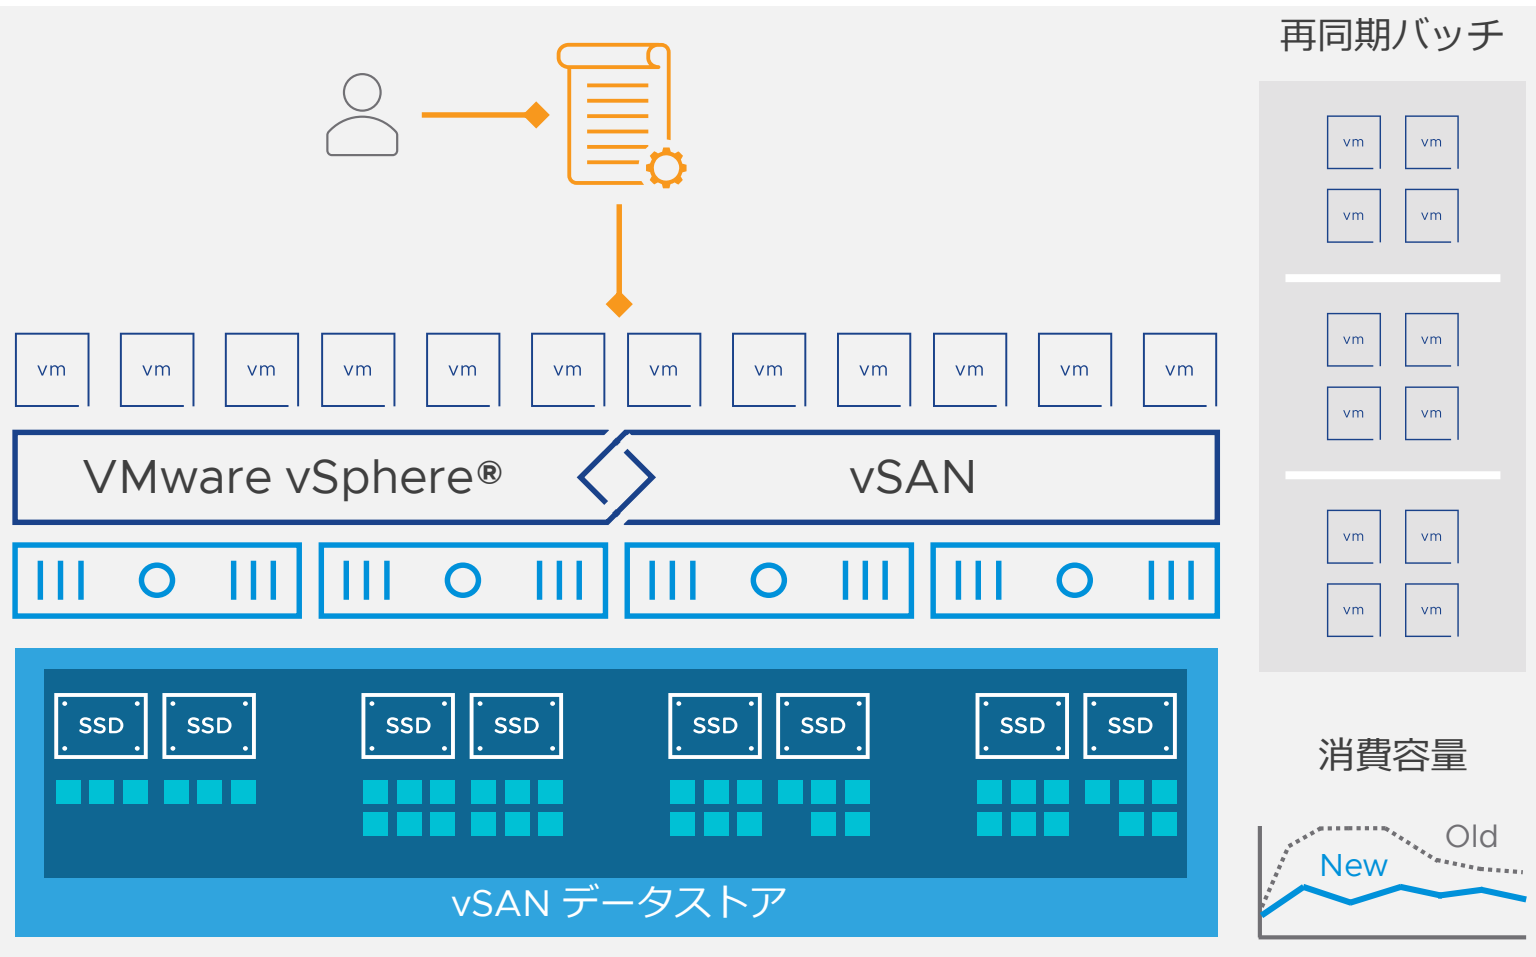 再同期バッチ
vm vm
vm vm
vm vm
vm vm
vm vm
vm vm
vm vm vm vm vm vm vm vm vm vm vm vm
VMware vSphere® vSAN
SSD SSD SSD SSD SSD SSD SSD SSD
vSAN データストア
消費容量
Old
New